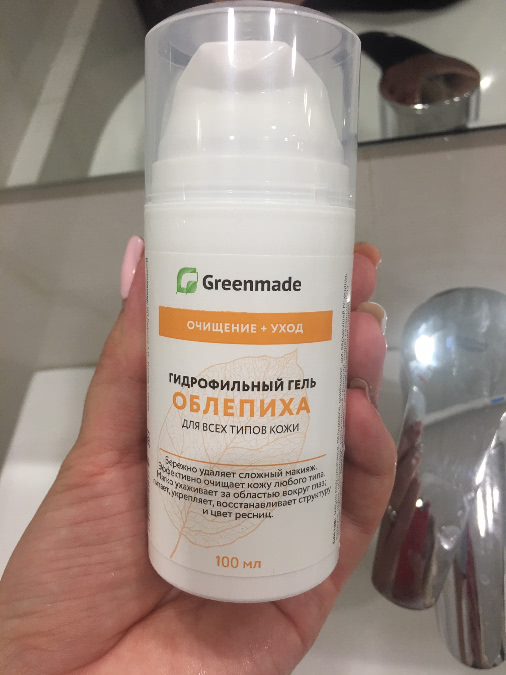 Greenmade
ОЧИЩЕНИЕ + УХОД
ГИДРОФИЛЬНЫЙ ГЕЛЬ
ОБЛЕПИХА
ДЛЯ ВСЕХ ТИПОВ КОЖИ
Бережно удаляет сложный макияж.
Эффективно очищает кожу любого типа.
Мягко ухаживает за областью вокруг глаз:
питает, укрепляет, восстанавливает структуру
и цвет ресниц.
100 мл